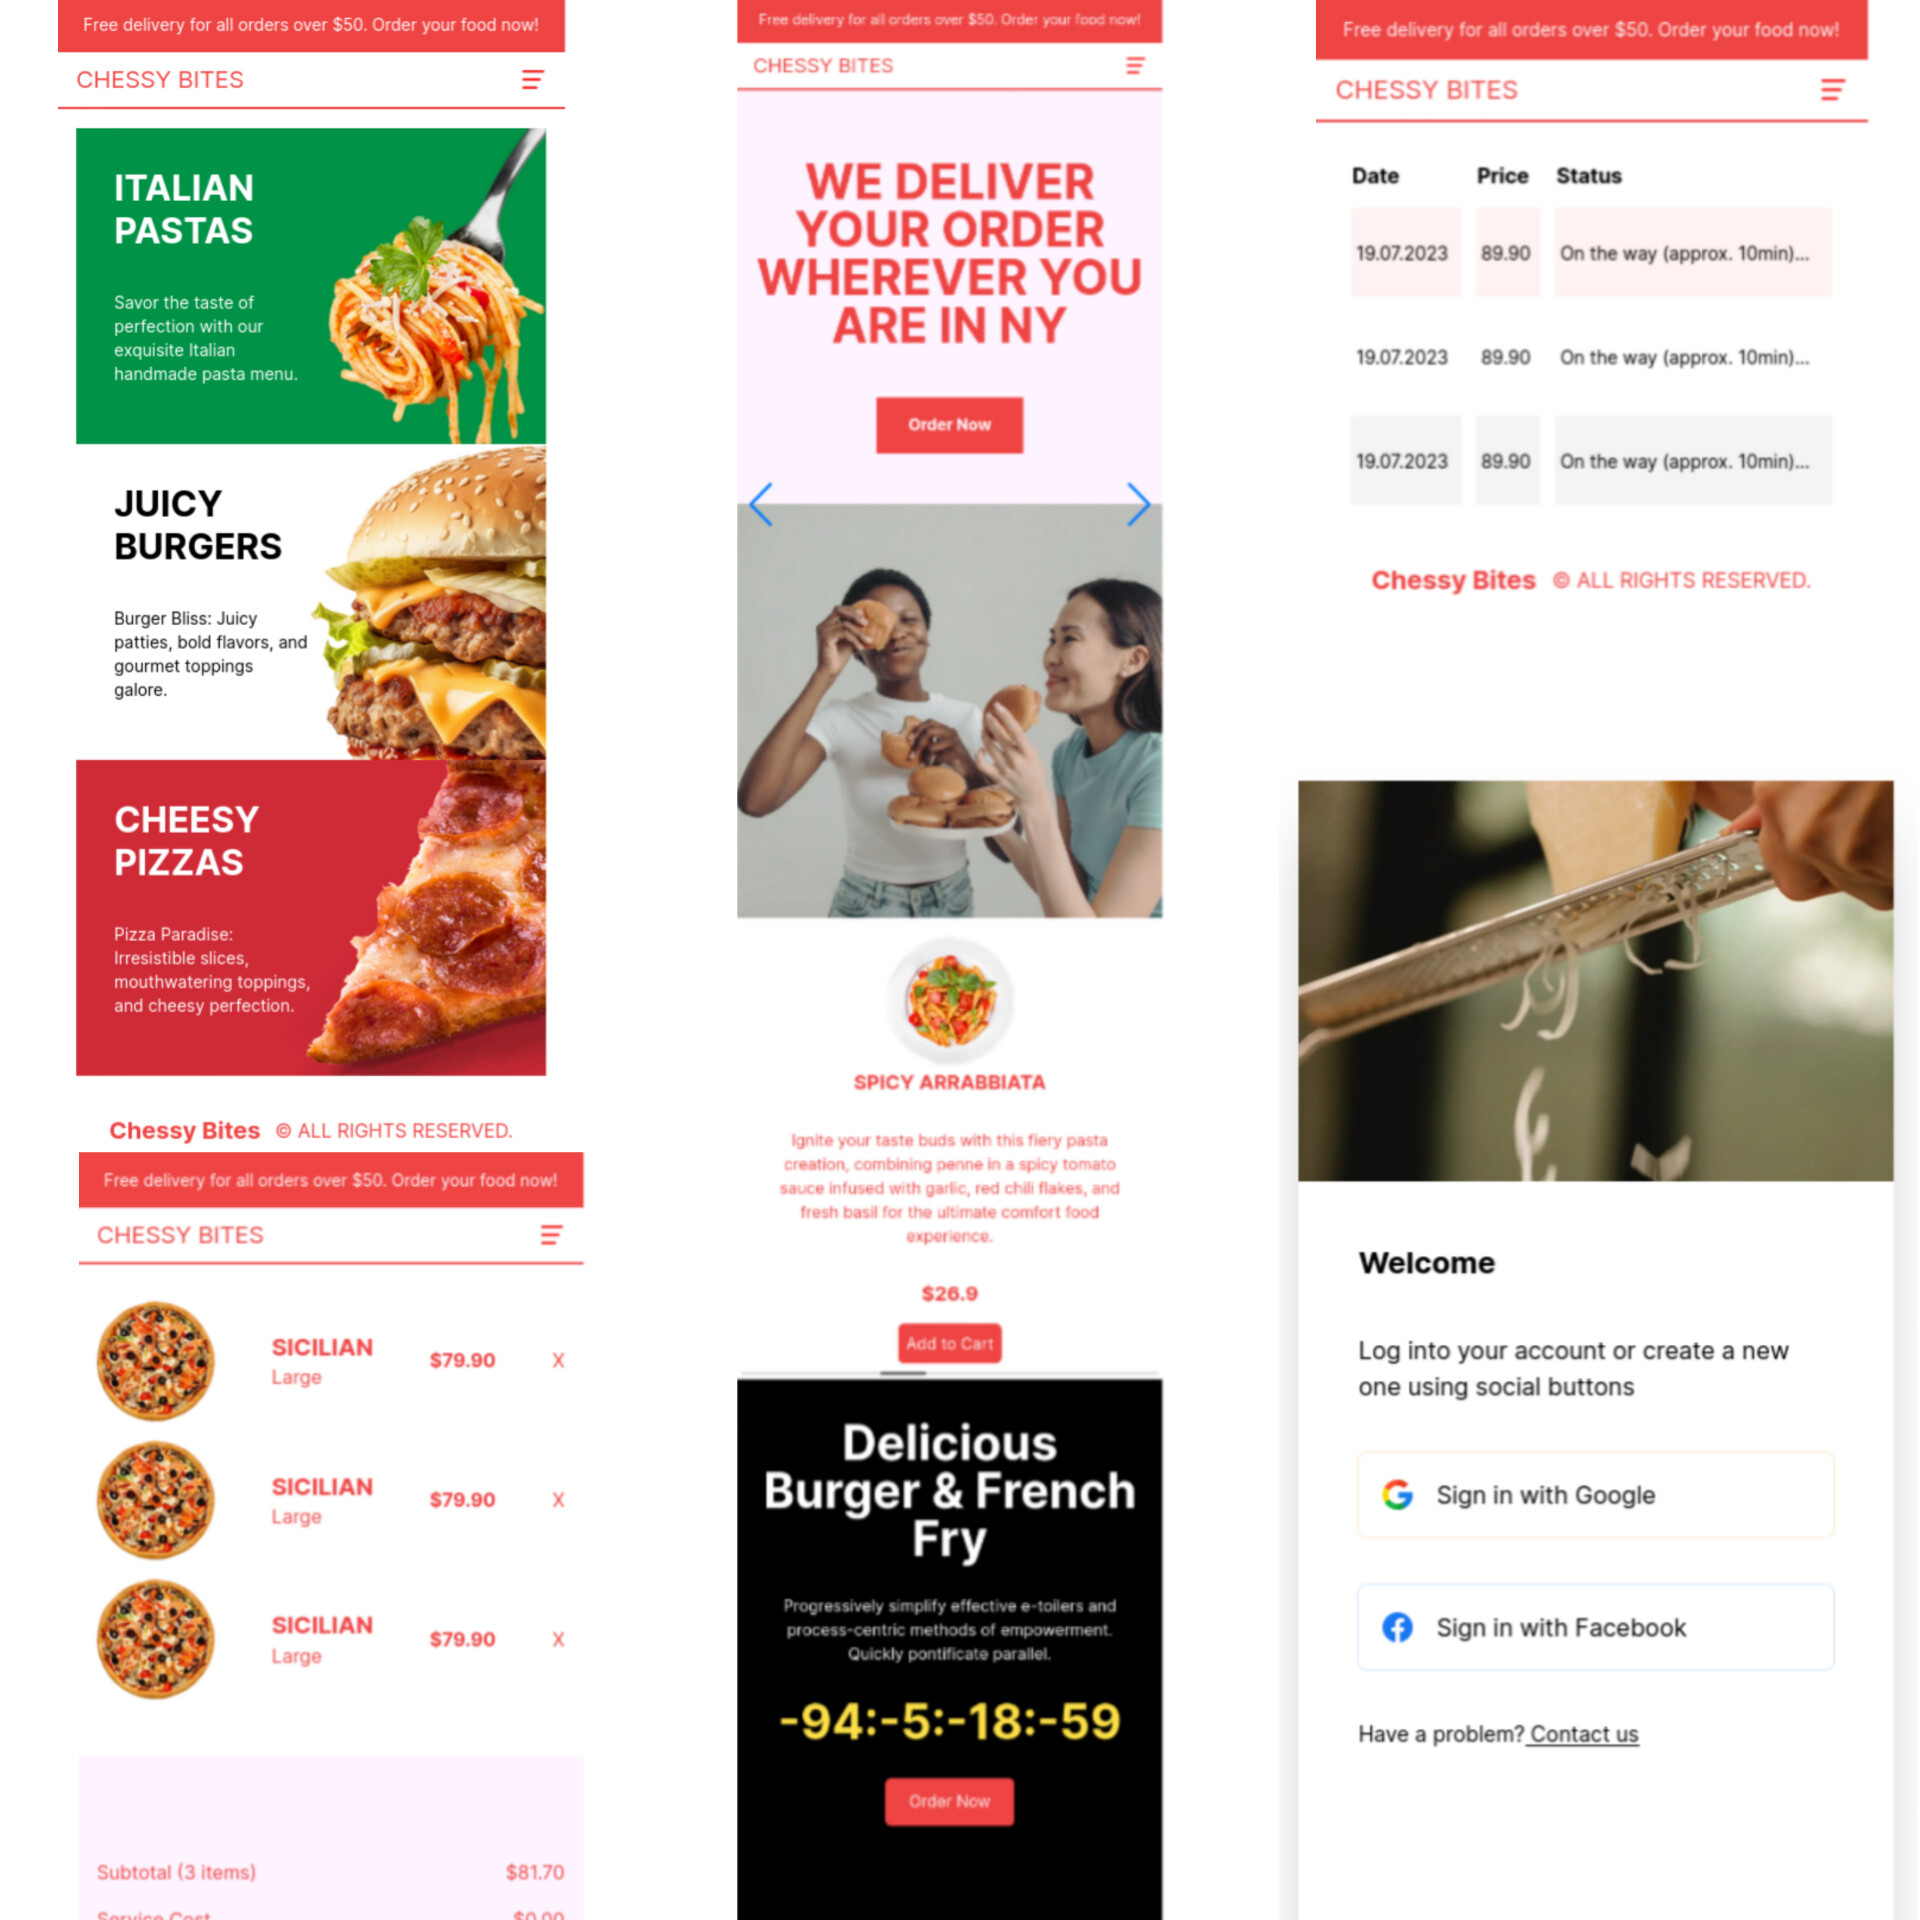 Free delivery for all orders over $50. Order your food now!
CHESSY BITES
ITALIAN
PASTAS
Savor the taste of
perfection with our
exquisite Italian
handmade pasta menu.
JUICY
BURGERS
Burger Bliss: Juicy
patties, bold flavors, and
gourmet toppings
galore.
CHEESY
PIZZAS
Pizza Paradise:
Irresistible slices,
mouthwatering toppings,
and cheesy perfection.
Chessy Bites © ALL RIGHTS RESERVED.
Free delivery for all orders over $50. Order your food now!
CHESSY BITES
SICILIAN
Large
$79.90 X
SICILIAN
Large
$79.90 X
SICILIAN
Large
$79.90 X
Subtotal (3 items) $81.70
Service Cost $0.00
Free delivery for all orders over $50. Order your food now!
CHESSY BITES
WE DELIVER
YOUR ORDER
WHEREVER YOU
ARE IN NY
Order Now
SPICY ARRABBIATA
Ignite your taste buds with this fiery pasta
creation, combining penne in a spicy tomato
sauce infused with garlic, red chili flakes, and
fresh basil for the ultimate comfort food
experience.
$26.9
Add to Cart
Delicious
Burger & French
Fry
Progressively simplify effective e-toilers and
process-centric methods of empowerment.
Quickly pontificate parallel.
-94:-5:-18:-59
Order Now
Free delivery for all orders over $50. Order your food now!
CHESSY BITES
Date Price Status
19.07.2023 89.90 On the way (approx. 10min)...
19.07.2023 89.90 On the way (approx. 10min)...
19.07.2023 89.90 On the way (approx. 10min)...
Chessy Bites © ALL RIGHTS RESERVED.
Welcome
Log into your account or create a new
one using social buttons
Sign in with Google
Sign in with Facebook
Have a problem? Contact us